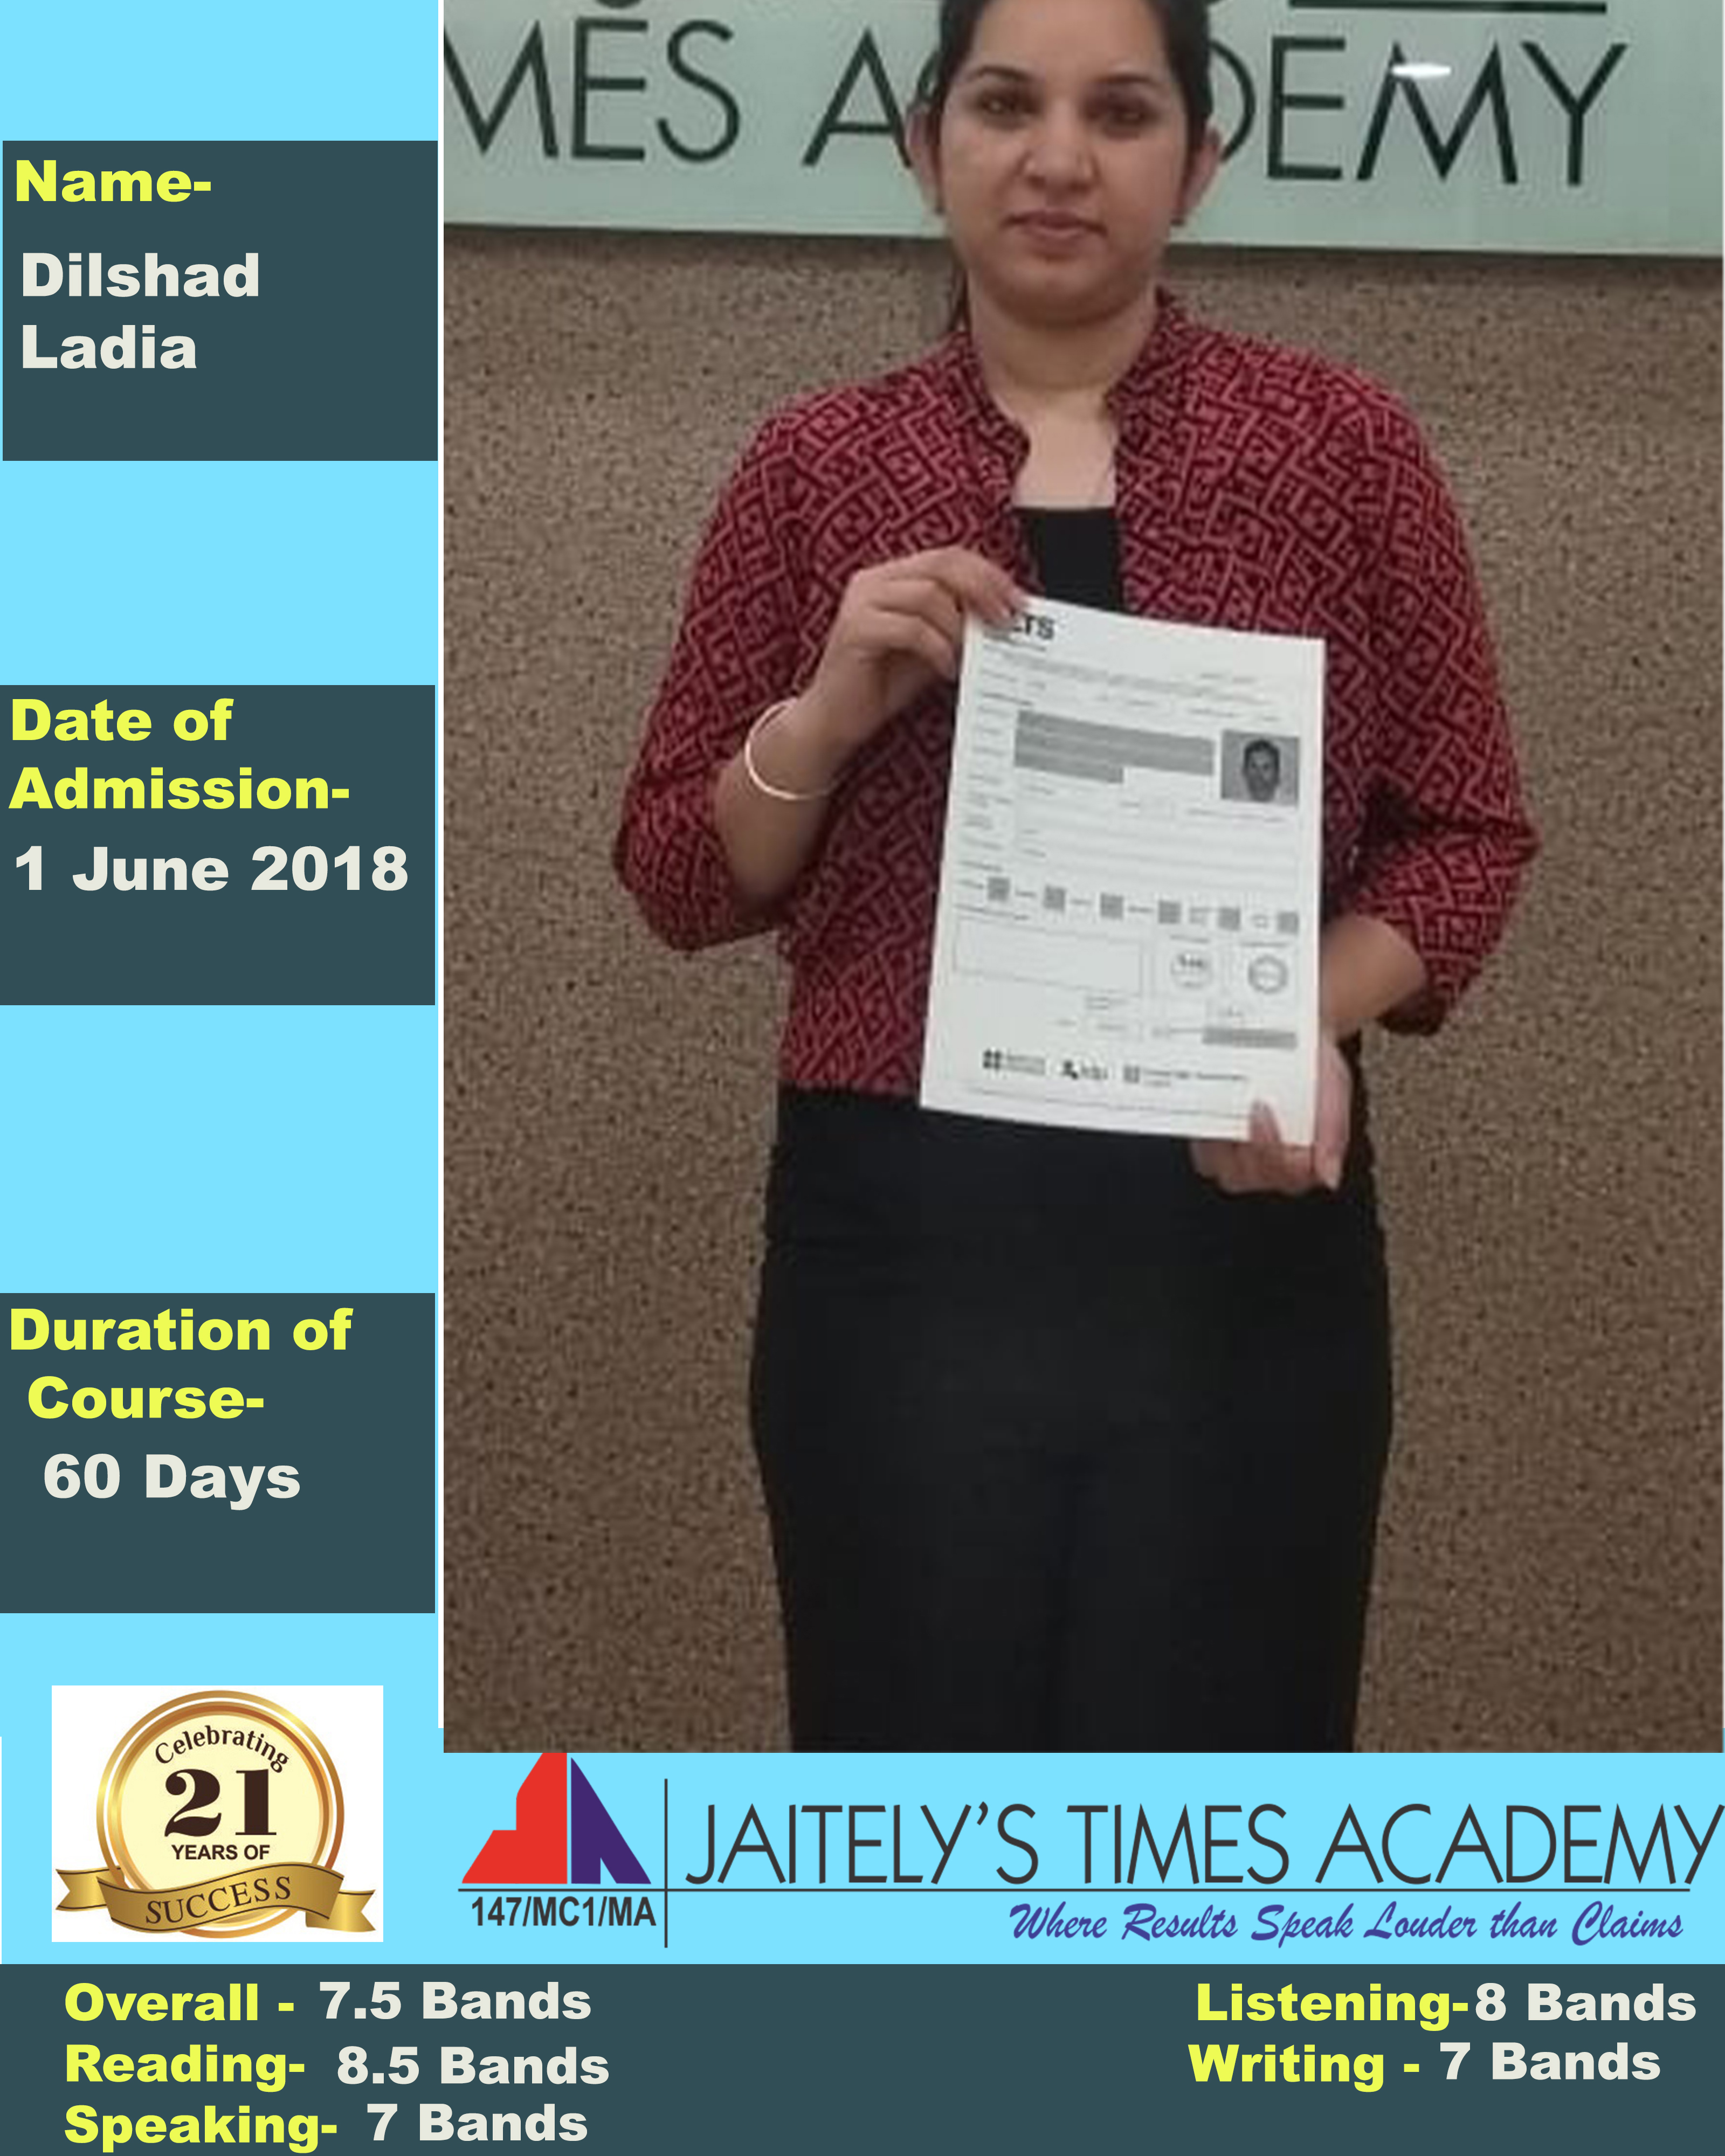 MES ACADEMY
Name-
Dilshad
Ladia
Date of
Admission-
1 June 2018
Duration of
Course-
60 Days
Celebrating
21
YEARS OF
SUCCESS
147/MC1/MA
JAITELY'S TIMES ACADEMY
Where Results Speak Louder than Claims
Overall - 7.5 Bands
Reading- 8.5 Bands
Speaking- 7 Bands
Listening-8 Bands
Writing - 7 Bands